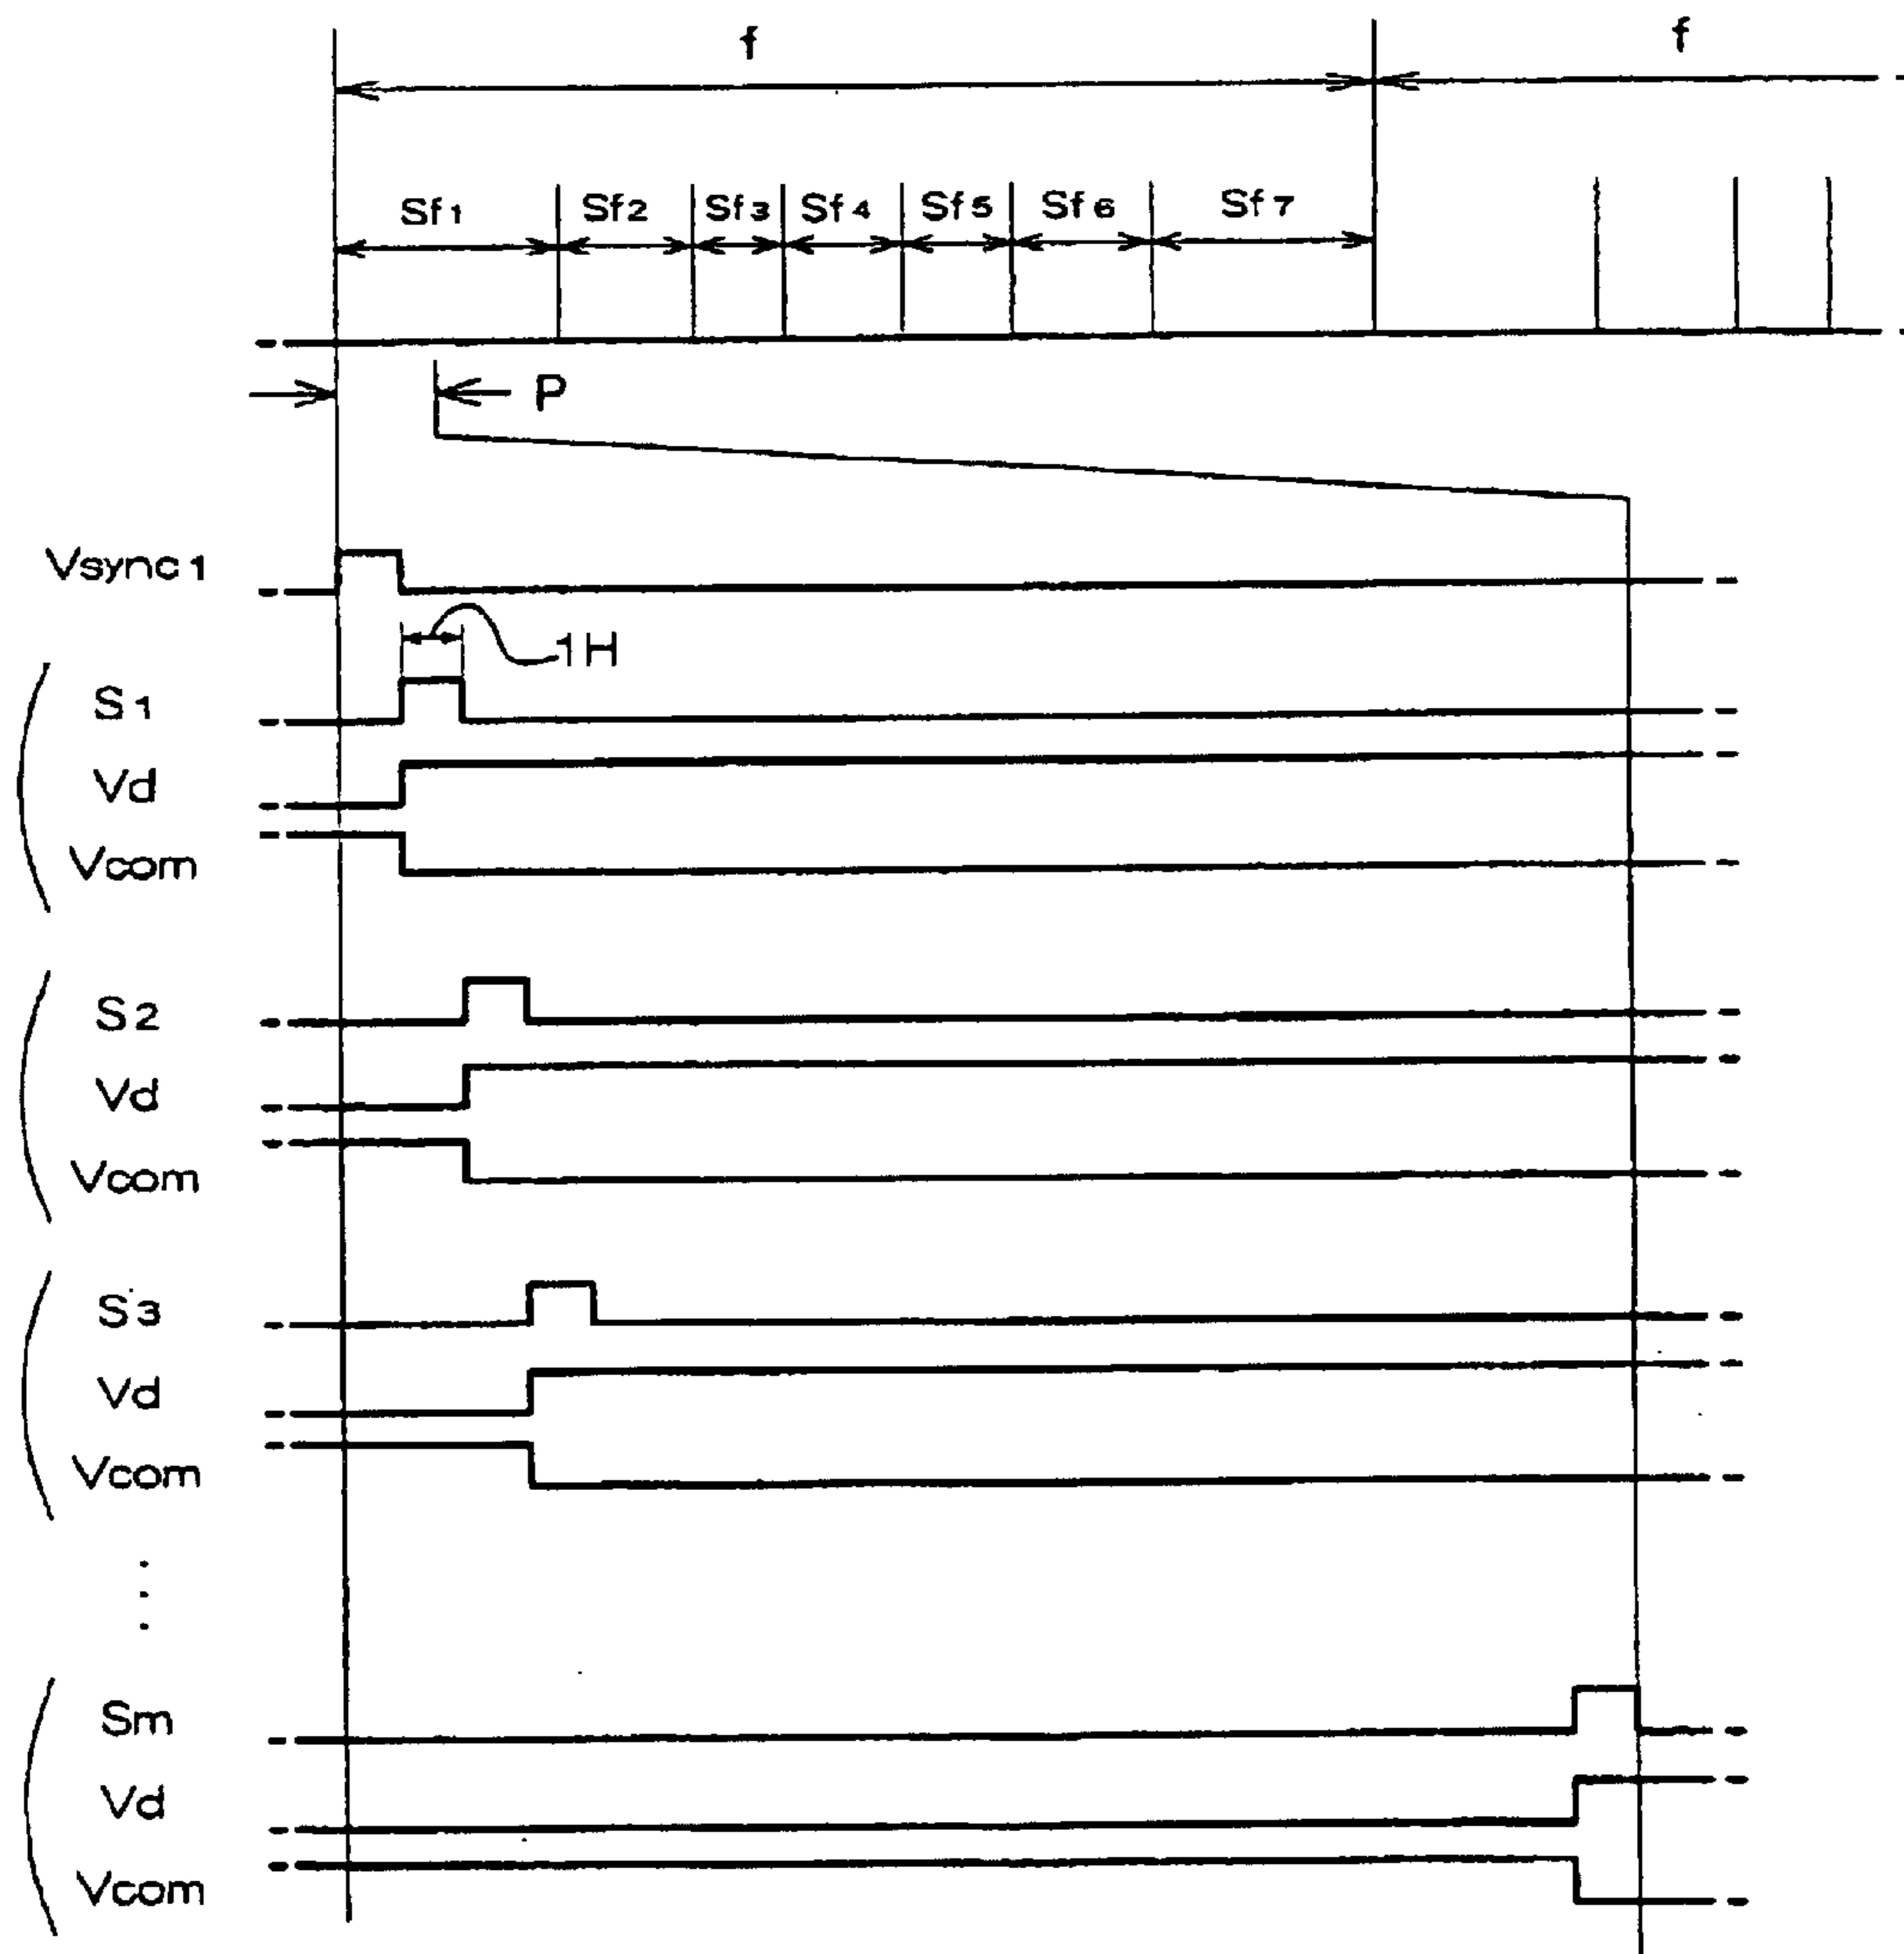 f f
Sf1 Sf2 Sf3 Sf4 Sf5 Sf6 Sf7
P
Vsync1
1H
S1
Vd
Vcom
S2
Vd
Vcom
S3
Vd
Vcom
Sm
Vd
Vcom